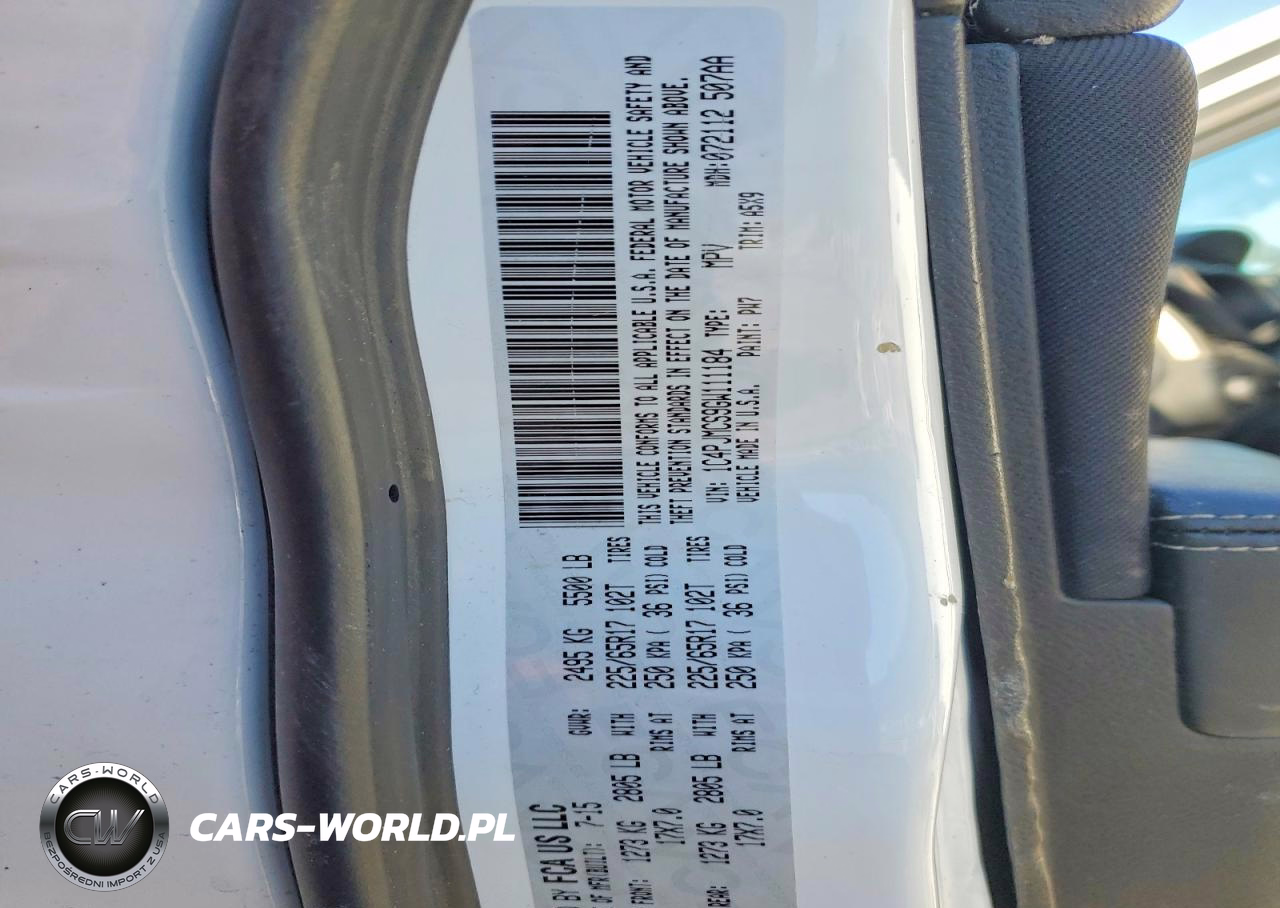 ) BY FCA US LLC
E OF MFR(BUILT): 7-15
GVWR: 2495 KG 5500 LB
FRONT: 1273 KG 2805 LB WITH 225/65R17 102T TIRES
17X7.0 RIMS AT 250 KPA ( 36 PSI) COLD
REAR: 1273 KG 2805 LB WITH 225/65R17 102T TIRES
17X7.0 RIMS AT 250 KPA ( 36 PSI) COLD
THIS VEHICLE CONFORMS TO ALL APPLICABLE U.S.A. FEDERAL MOTOR VEHICLE SAFETY AND
THEFT PREVENTION STANDARDS IN EFFECT ON THE DATE OF MANUFACTURE SHOWN ABOVE.
VIN: 1C4PJMCS9GW111184 TYPE: MPV MDH:072112 507AA
VEHICLE MADE IN U.S.A. PAINT: PW7 TRIM: A5X9
CARS-WORLD
CW
BEZPOŚREDNI IMPORT Z USA
CARS-WORLD.PL